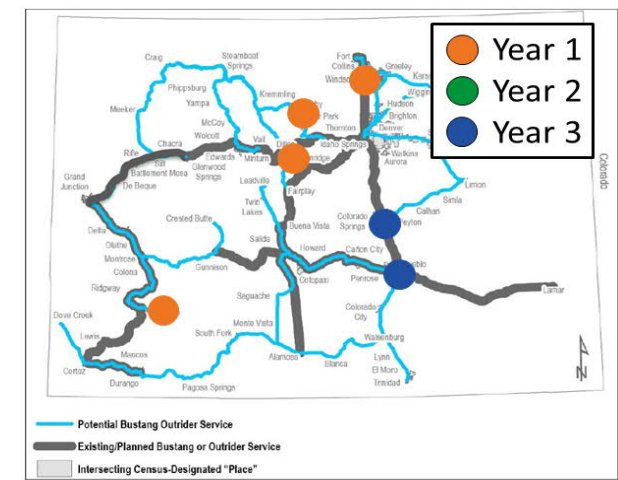 Year 1
Year 2
Year 3
Craig
Steamboat
Springs
Fort
Collins
Greeley
Windso
Phippsburg
Kremmling
Hudson
Yampa
Brighton
Meeker
McCoy
Park
Thornton
Denver
Wolcott
Vail
Idaho Springs
Chacra
Rifle
Silt
Edwards
Minturn
Watkins
Aurora
Battlement Mesa
Glenwood
Springs
De Beque
Grand
Junction
Leadville
Fairplay
Limon
Twin
Lakes
Simla
Calhan
Crested Butte
Colorado
Springs
Peyton
Buena Vista
Delta
Olathe
Salida
Howard
Cañon City
Montrose
Colona
Gunnison
Cotopaxi
Penrose
Ridgway
Lamar
Saguache
Colorado
City
Dove Creek
Monte Vista
South Fork
Lewis
Walsenburg
Mancos
Alamosa
Blanca
Lynn
Cortez
El Moro
Durango
Pagosa Springs
Trinidad
Colorado
N
Potential Bustang Outrider Service
Existing/Planned Bustang or Outrider Service
Intersecting Census-Designated "Place"